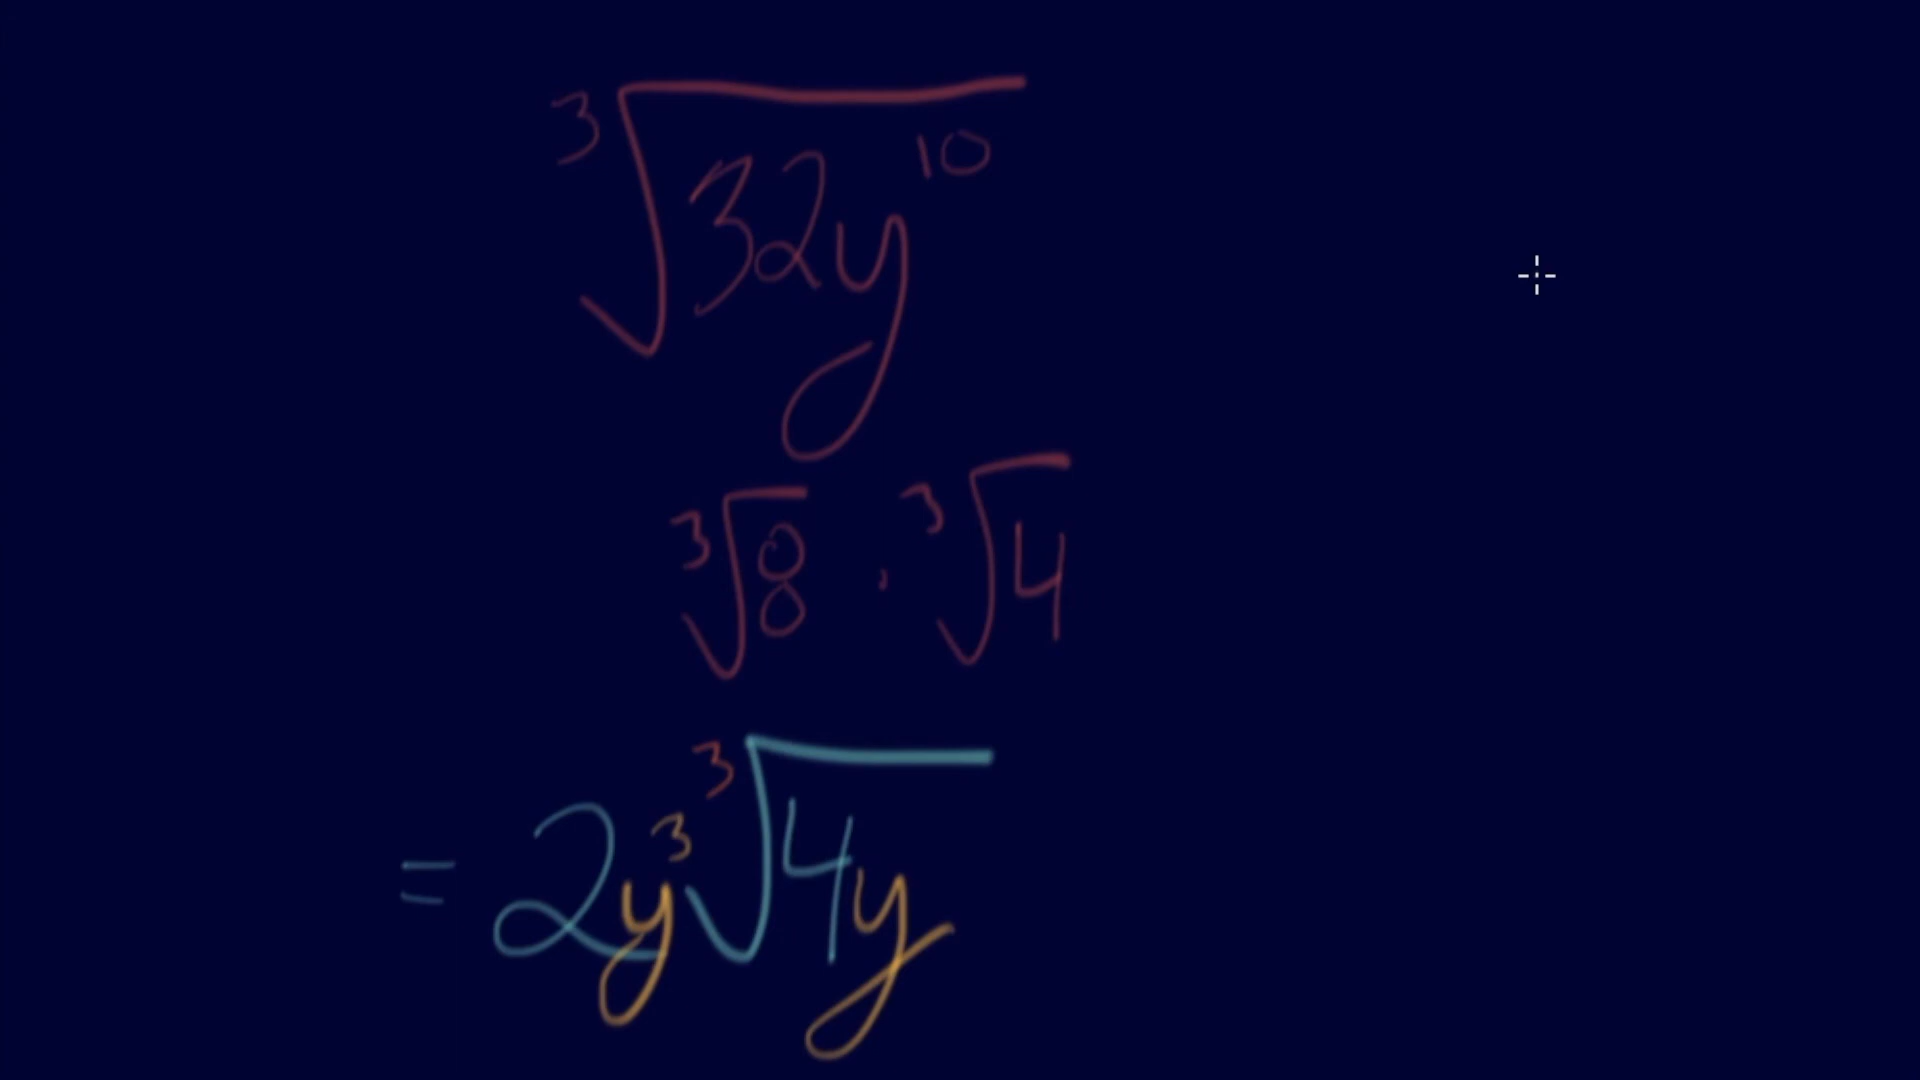 ∛32y¹⁰
∛8 · ∛4
= 2y³ ∛4y